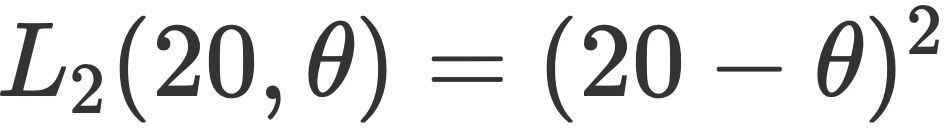 L₂(20, θ) = (20 − θ)²